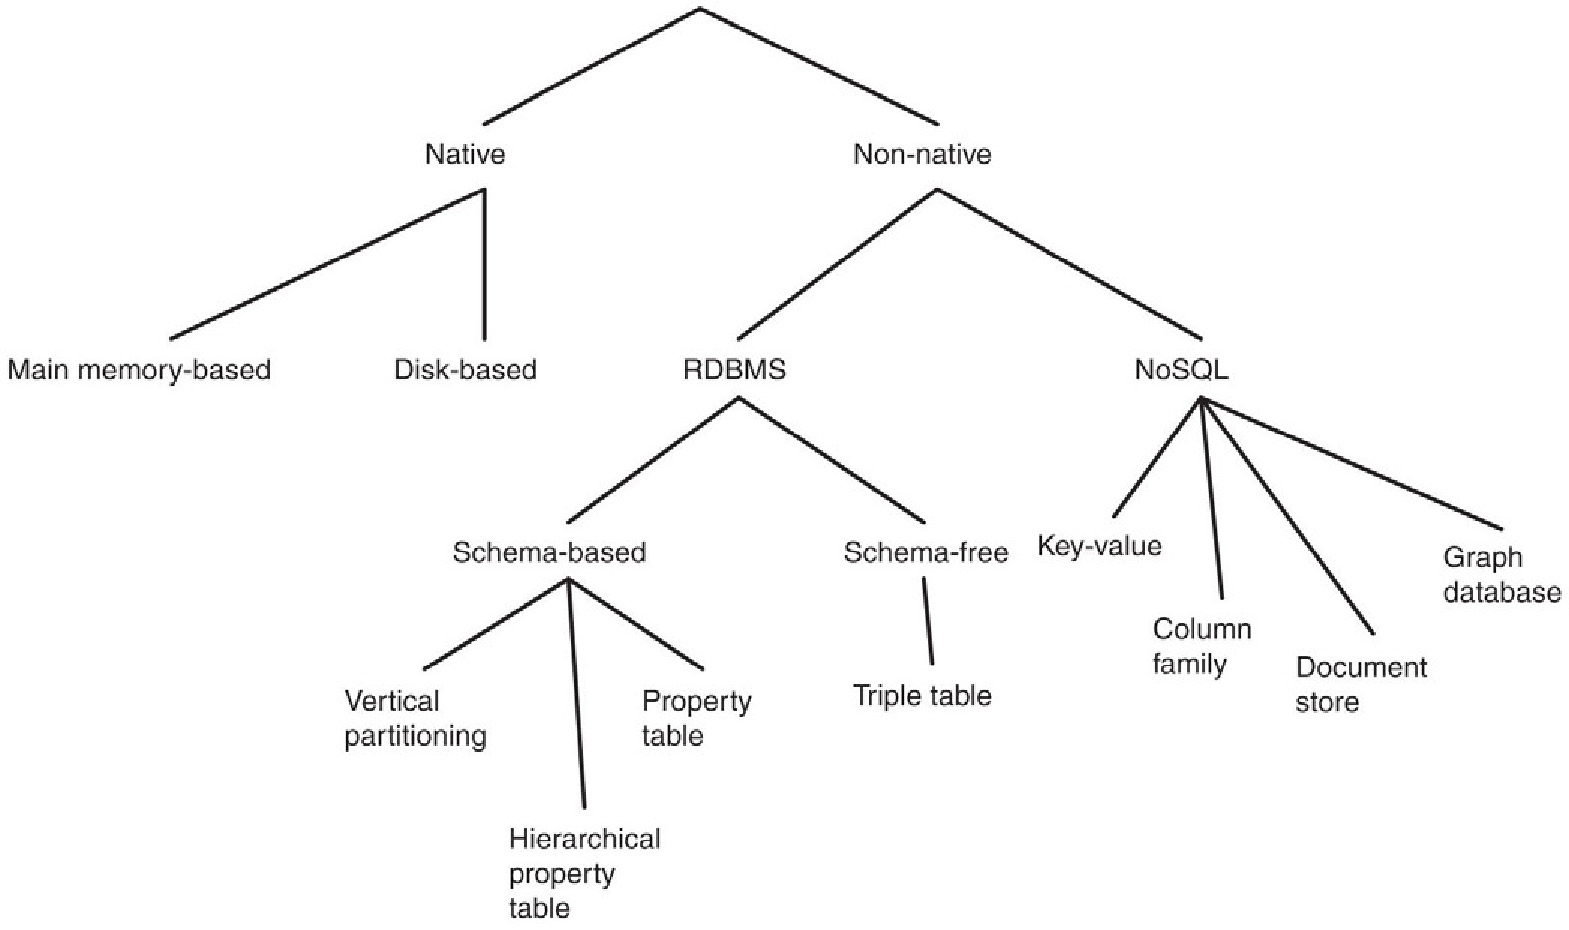 Native
Non-native
Main memory-based
Disk-based
RDBMS
NoSQL
Schema-based
Schema-free
Key-value
Graph
database
Column
family
Document
store
Vertical
partitioning
Property
table
Triple table
Hierarchical
property
table